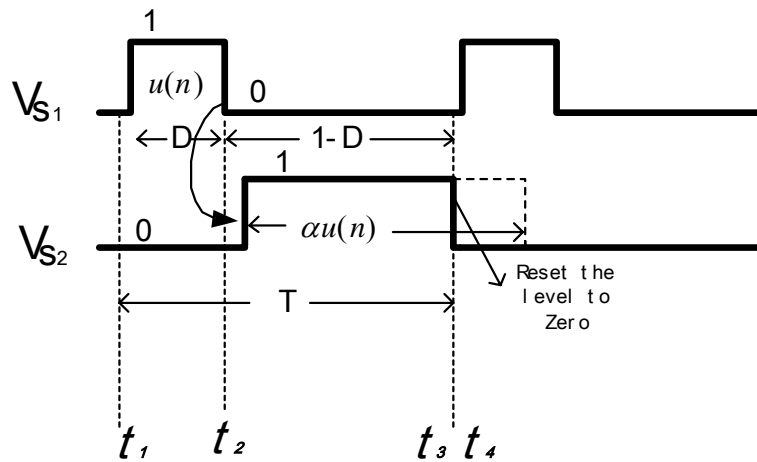 1
u(n)
0
VS1
D
1-D
1
0
αu(n)
VS2
Reset the
level to
Zero
T
t1
t2
t3
t4